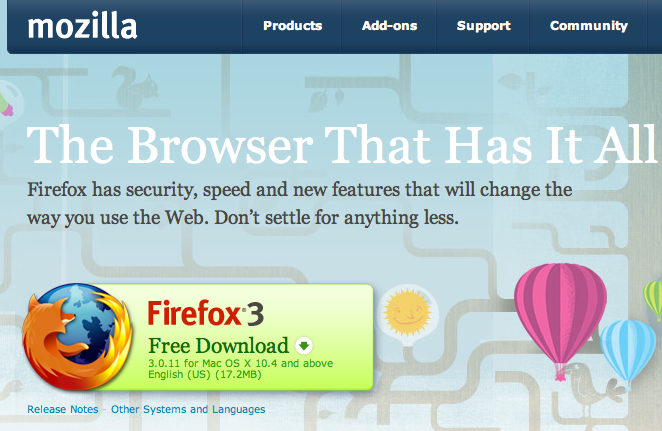 mozilla
Products Add-ons Support Community
The Browser That Has It All
Firefox has security, speed and new features that will change the
way you use the Web. Don’t settle for anything less.
Firefox® 3
Free Download
3.0.11 for Mac OS X 10.4 and above
English (US) (17.2MB)
Release Notes - Other Systems and Languages